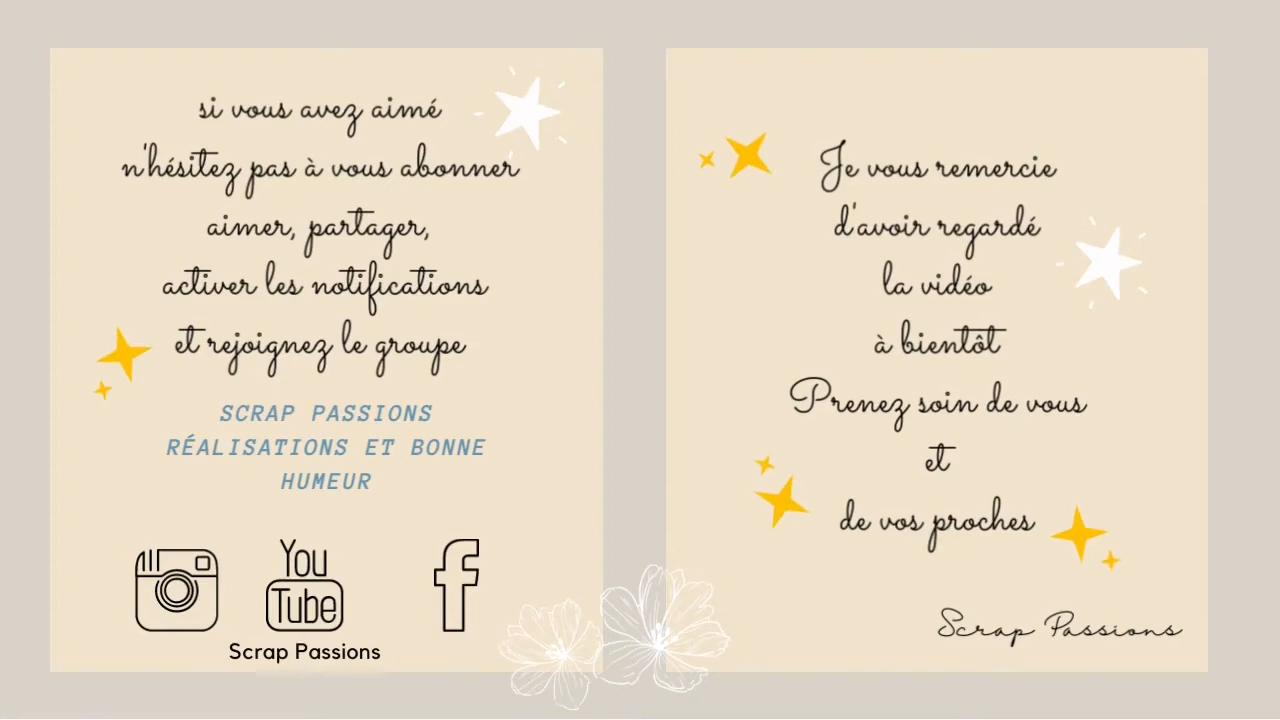 si vous avez aimé
n'hésitez pas à vous abonner
aimer, partager,
activer les notifications
et rejoignez le groupe
SCRAP PASSIONS
RÉALISATIONS ET BONNE
HUMEUR
You
Tube
f
Scrap Passions
Je vous remercie
d'avoir regardé
la vidéo
à bientôt
Prenez soin de vous
et
de vos proches
Scrap Passions